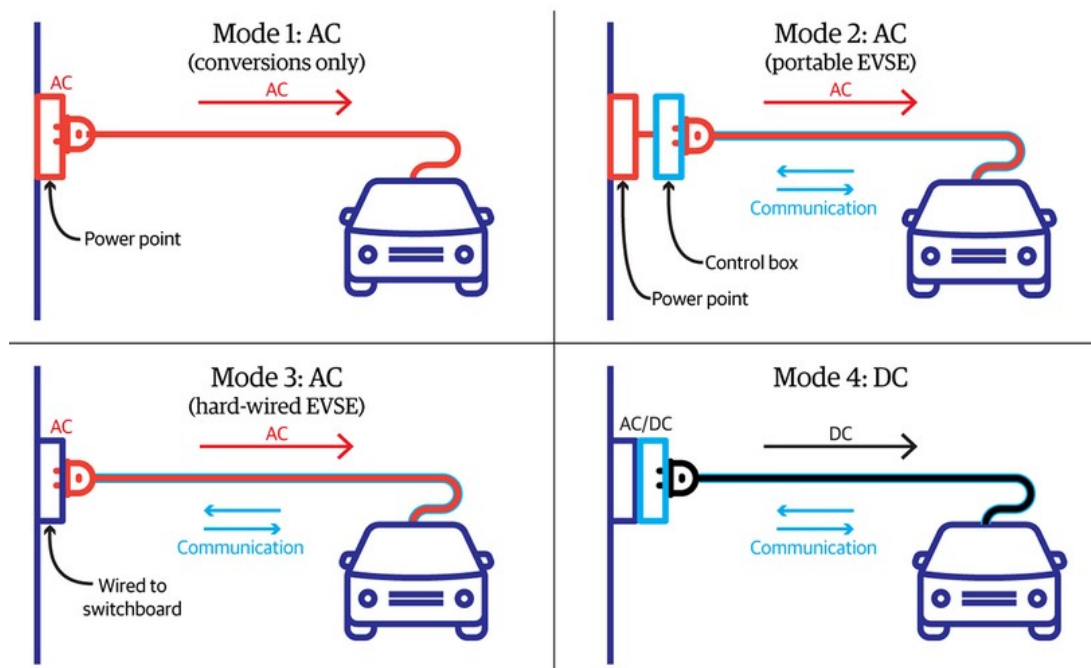 Mode 1: AC
(conversions only)
AC
AC
Power point
Mode 2: AC
(portable EVSE)
AC
Communication
Control box
Power point
Mode 3: AC
(hard-wired EVSE)
AC
AC
Communication
Wired to
switchboard
Mode 4: DC
AC/DC
DC
Communication